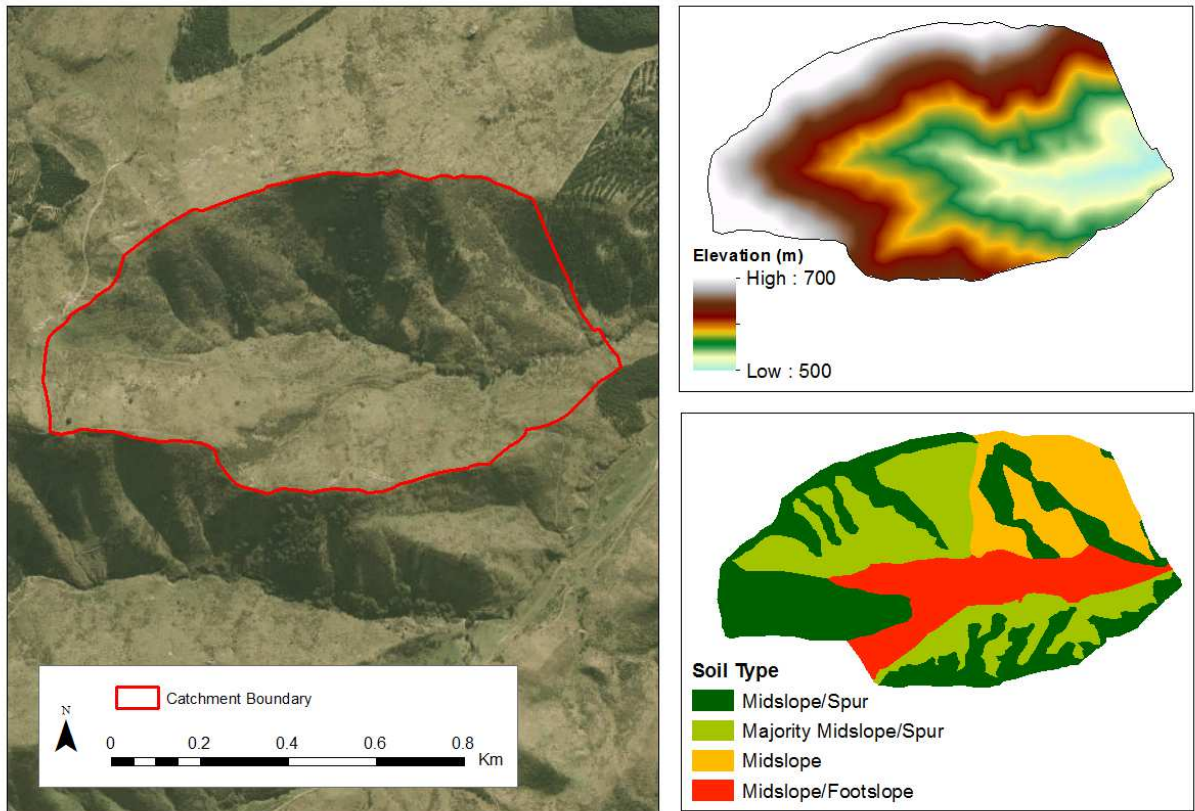 Catchment Boundary
N
0 0.2 0.4 0.6 0.8
Km
Elevation (m)
High : 700
Low : 500
Soil Type
Midslope/Spur
Majority Midslope/Spur
Midslope
Midslope/Footslope